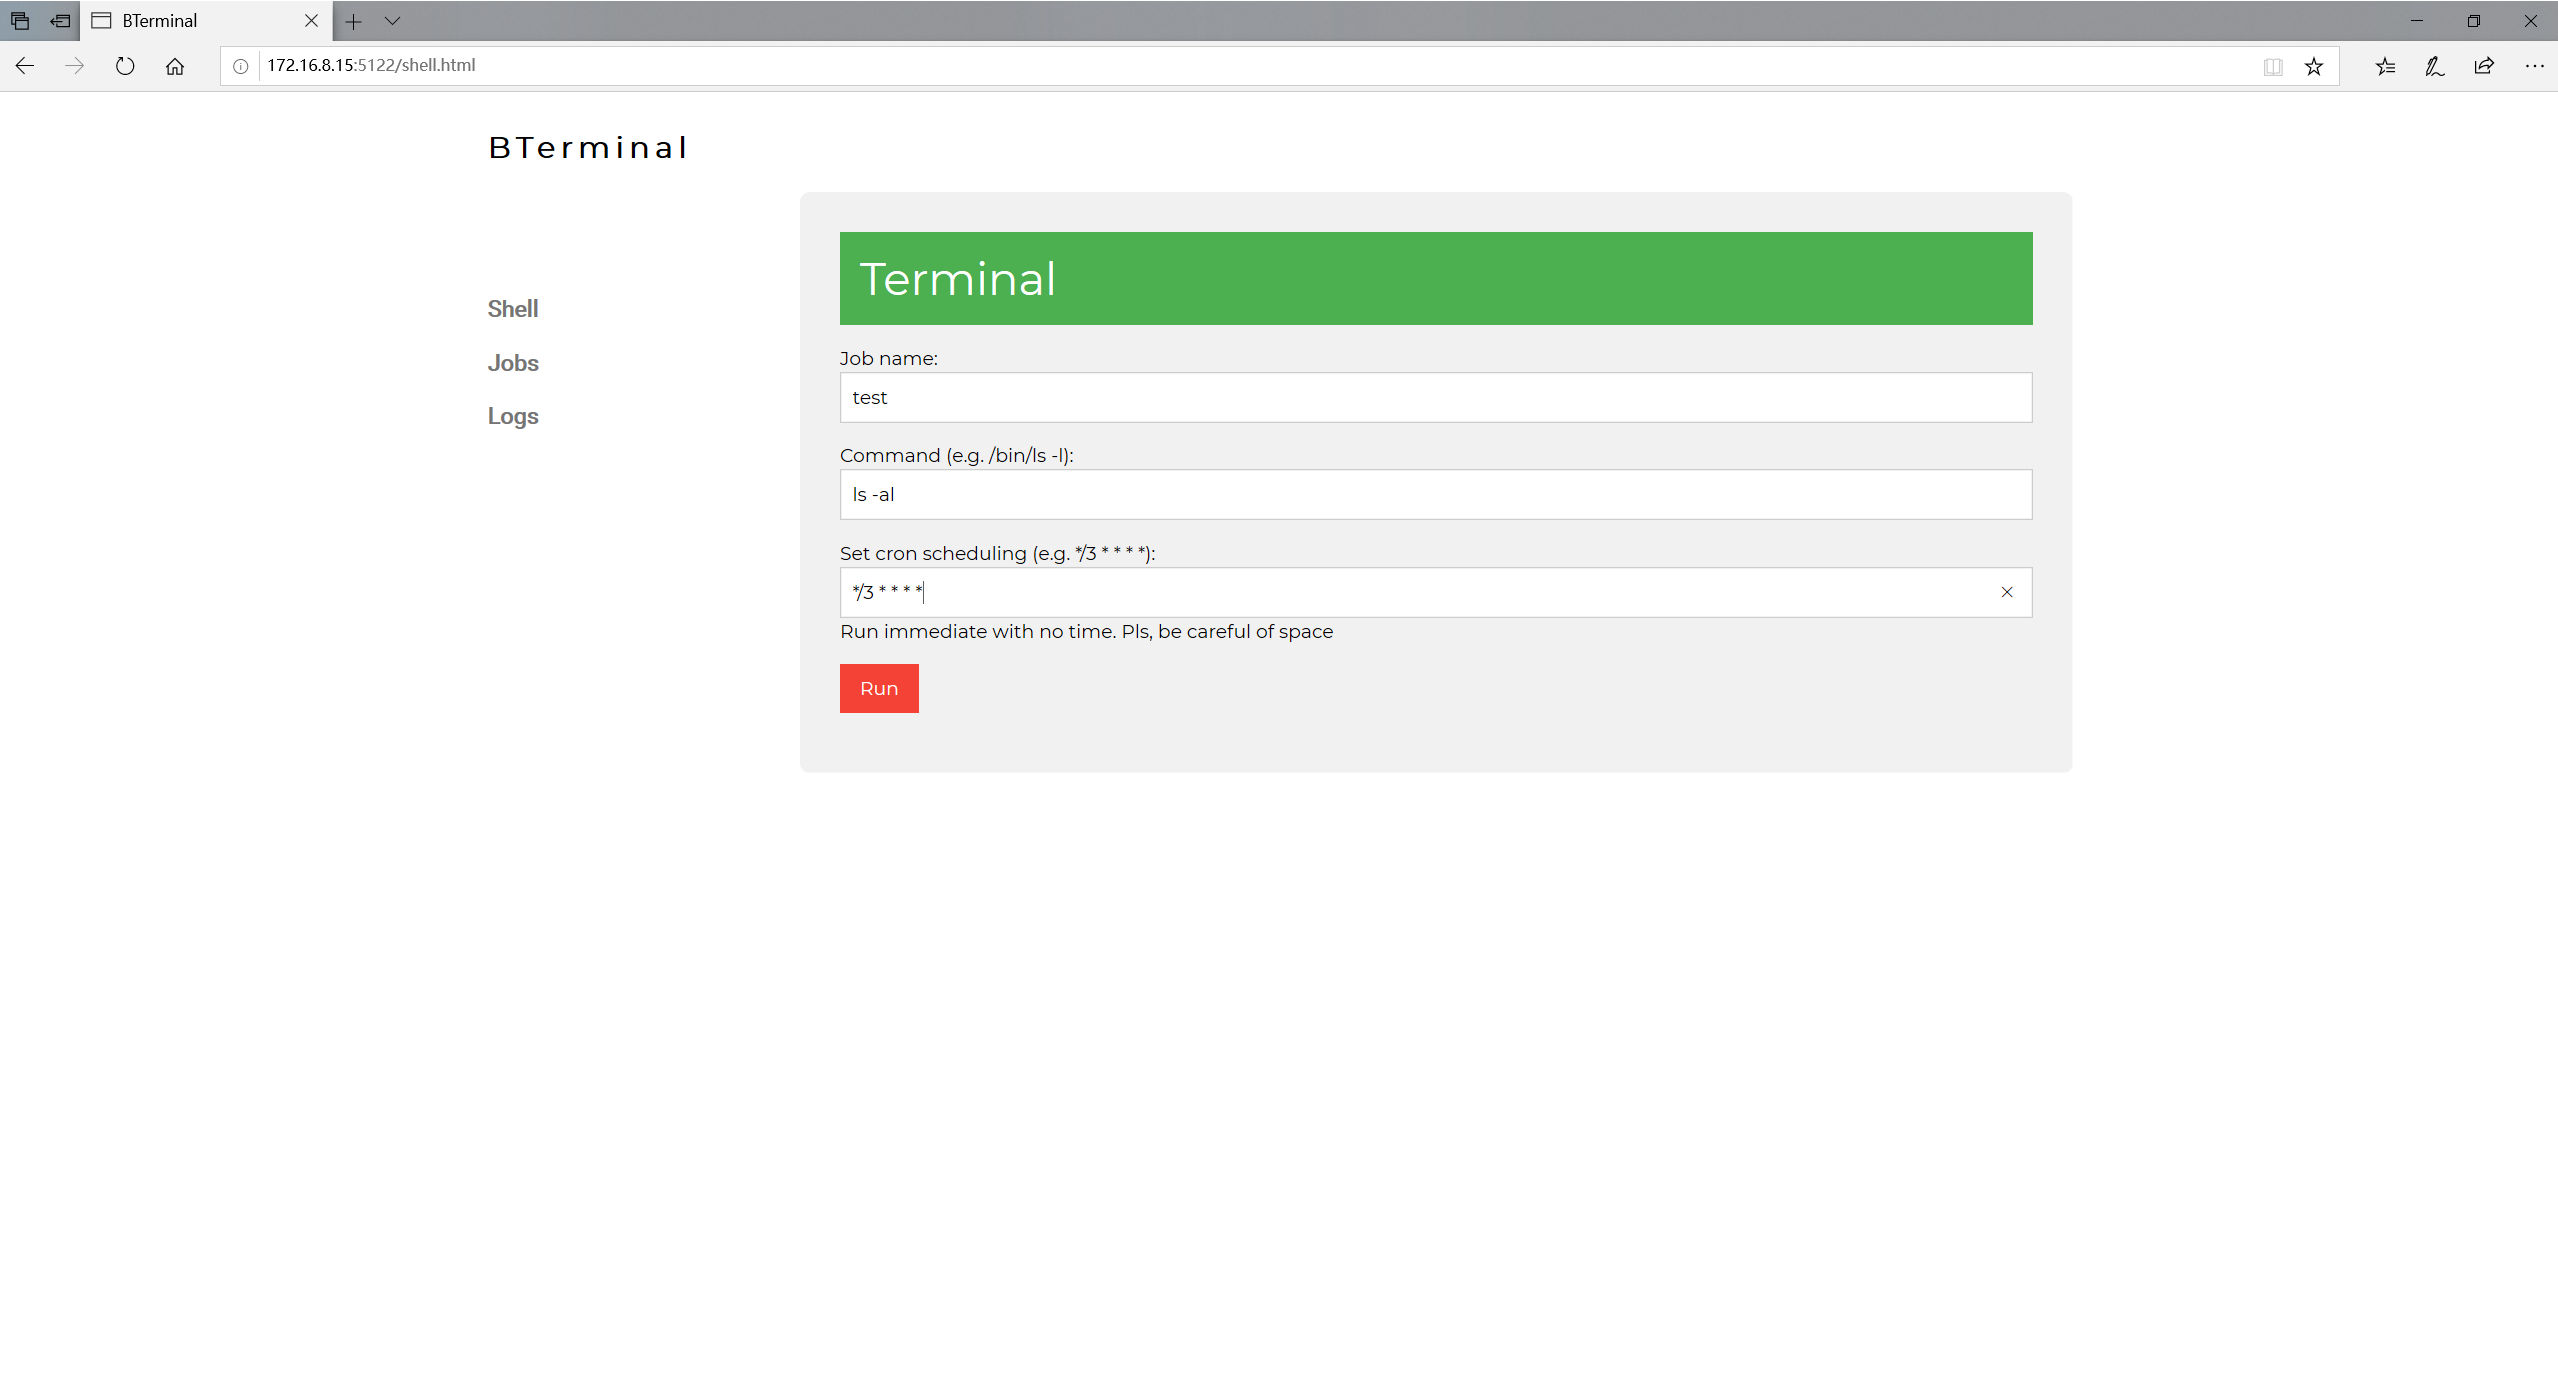 BTerminal
172.16.8.15:5122/shell.html
BTerminal
Shell
Jobs
Logs
Terminal
Job name:
test
Command (e.g. /bin/ls -l):
ls -al
Set cron scheduling (e.g. */3 * * * *):
*/3 * * * *
Run immediate with no time. Pls, be careful of space
Run